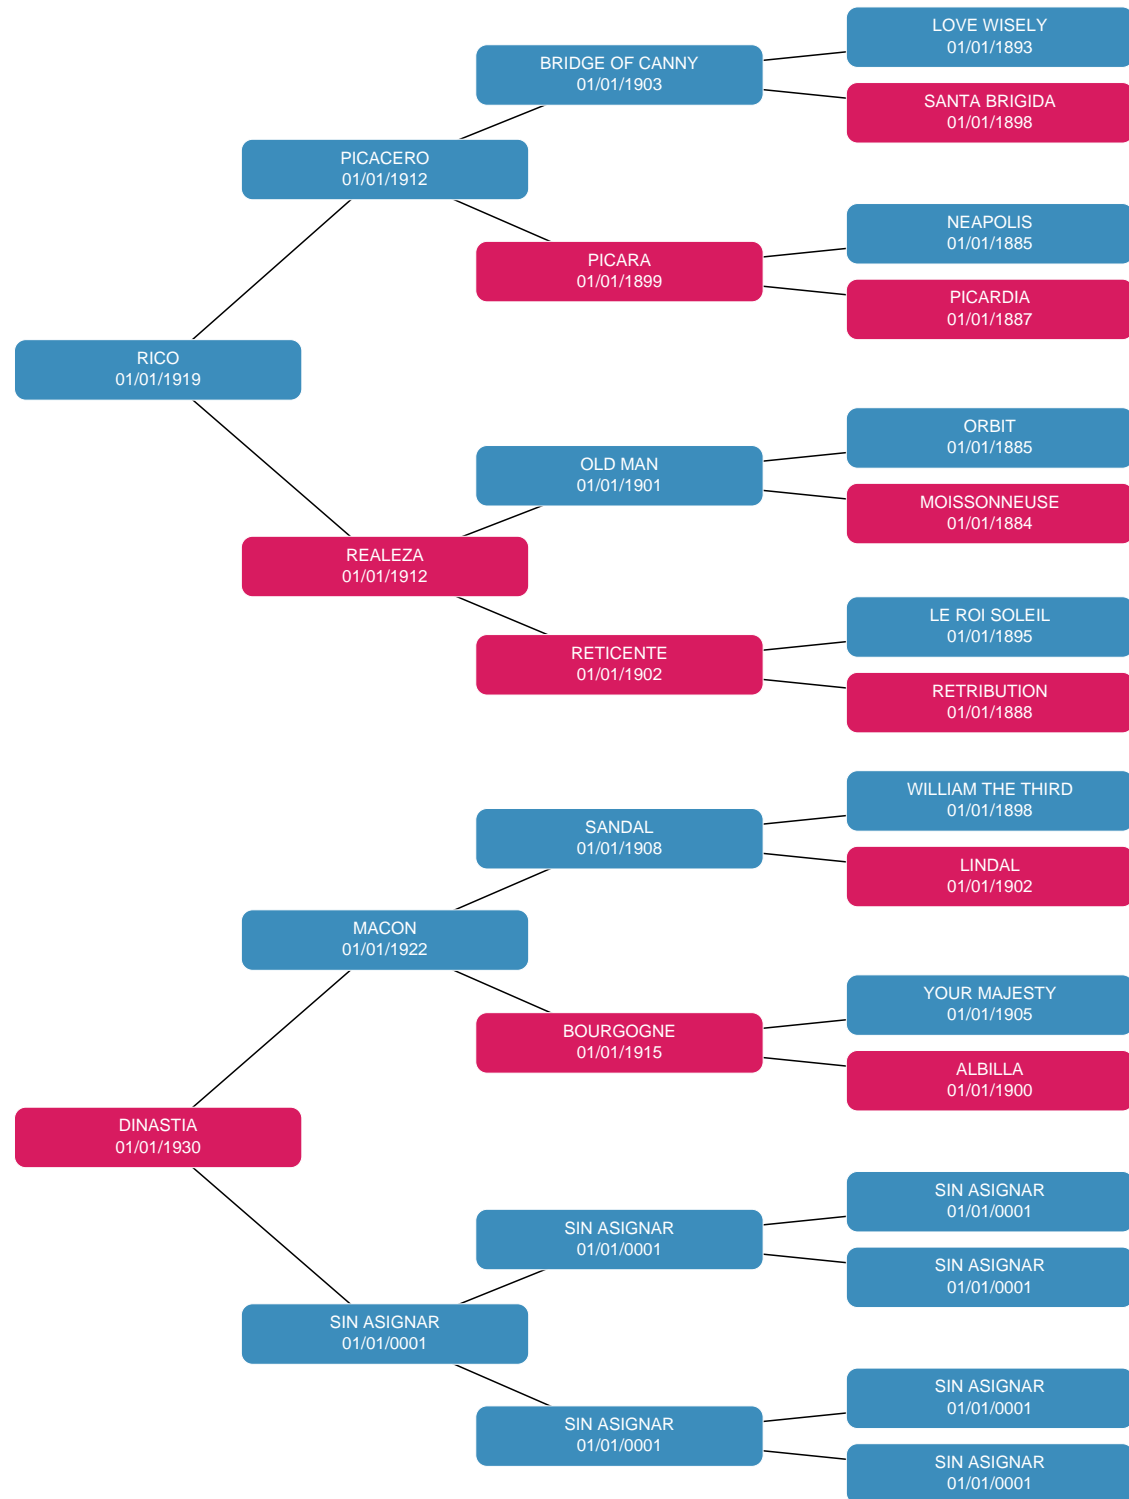 LOVE WISELY
01/01/1893
BRIDGE OF CANNY
01/01/1903
SANTA BRIGIDA
01/01/1898
PICACERO
01/01/1912
NEAPOLIS
01/01/1885
PICARA
01/01/1899
PICARDIA
01/01/1887
RICO
01/01/1919
ORBIT
01/01/1885
OLD MAN
01/01/1901
MOISSONNEUSE
01/01/1884
REALEZA
01/01/1912
LE ROI SOLEIL
01/01/1895
RETICENTE
01/01/1902
RETRIBUTION
01/01/1888
WILLIAM THE THIRD
01/01/1898
SANDAL
01/01/1908
LINDAL
01/01/1902
MACON
01/01/1922
YOUR MAJESTY
01/01/1905
BOURGOGNE
01/01/1915
ALBILLA
01/01/1900
DINASTIA
01/01/1930
SIN ASIGNAR
01/01/0001
SIN ASIGNAR
01/01/0001
SIN ASIGNAR
01/01/0001
SIN ASIGNAR
01/01/0001
SIN ASIGNAR
01/01/0001
SIN ASIGNAR
01/01/0001
SIN ASIGNAR
01/01/0001